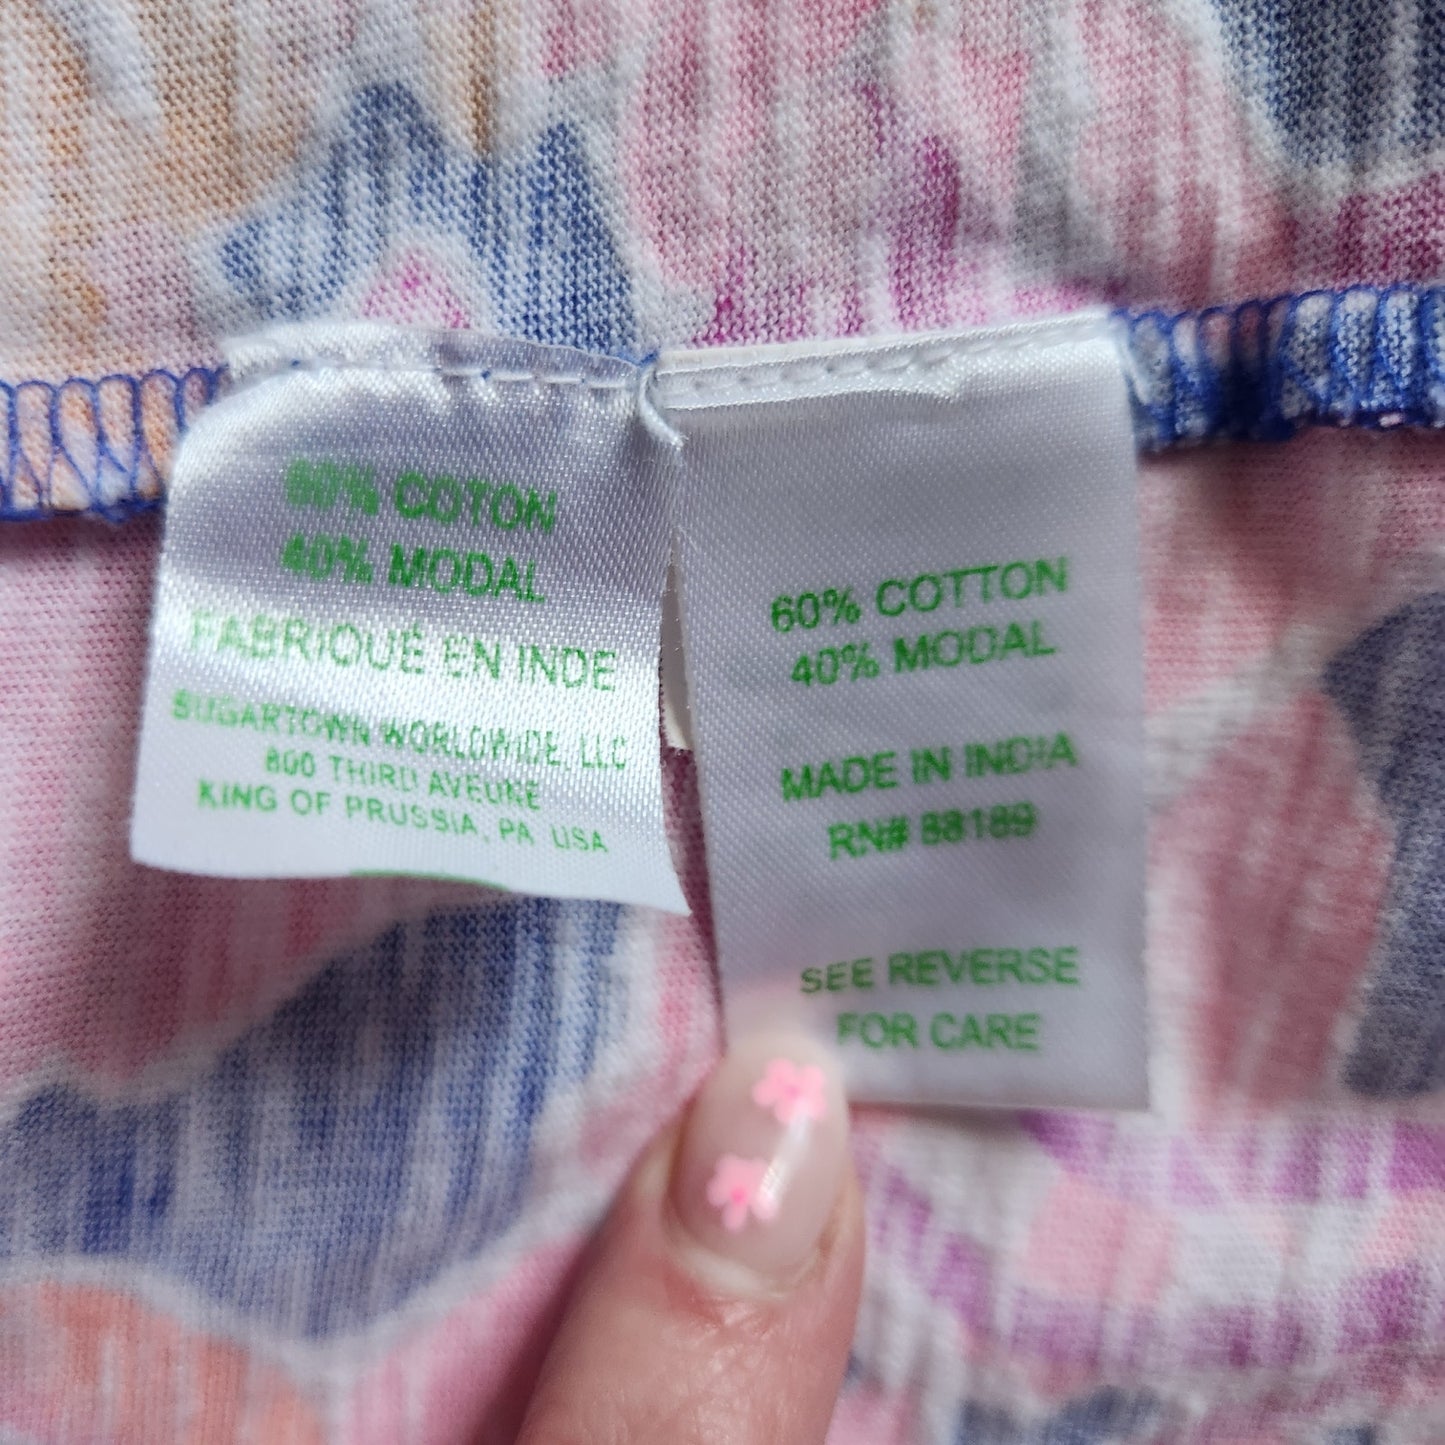 60% COTON
40% MODAL
FABRIQUÉ EN INDE
SUGARTOWN WORLDWIDE, LLC
800 THIRD AVEUNE
KING OF PRUSSIA, PA USA
60% COTTON
40% MODAL
MADE IN INDIA
RN# 88189
SEE REVERSE
FOR CARE